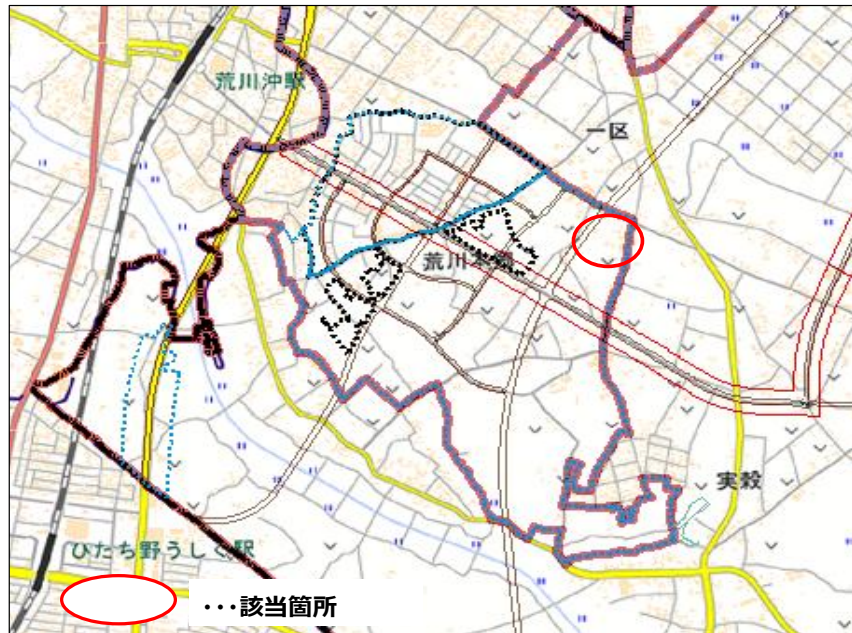 荒川沖駅
一区
荒川本郷
実穀
ひたち野うしく駅
・・・該当箇所